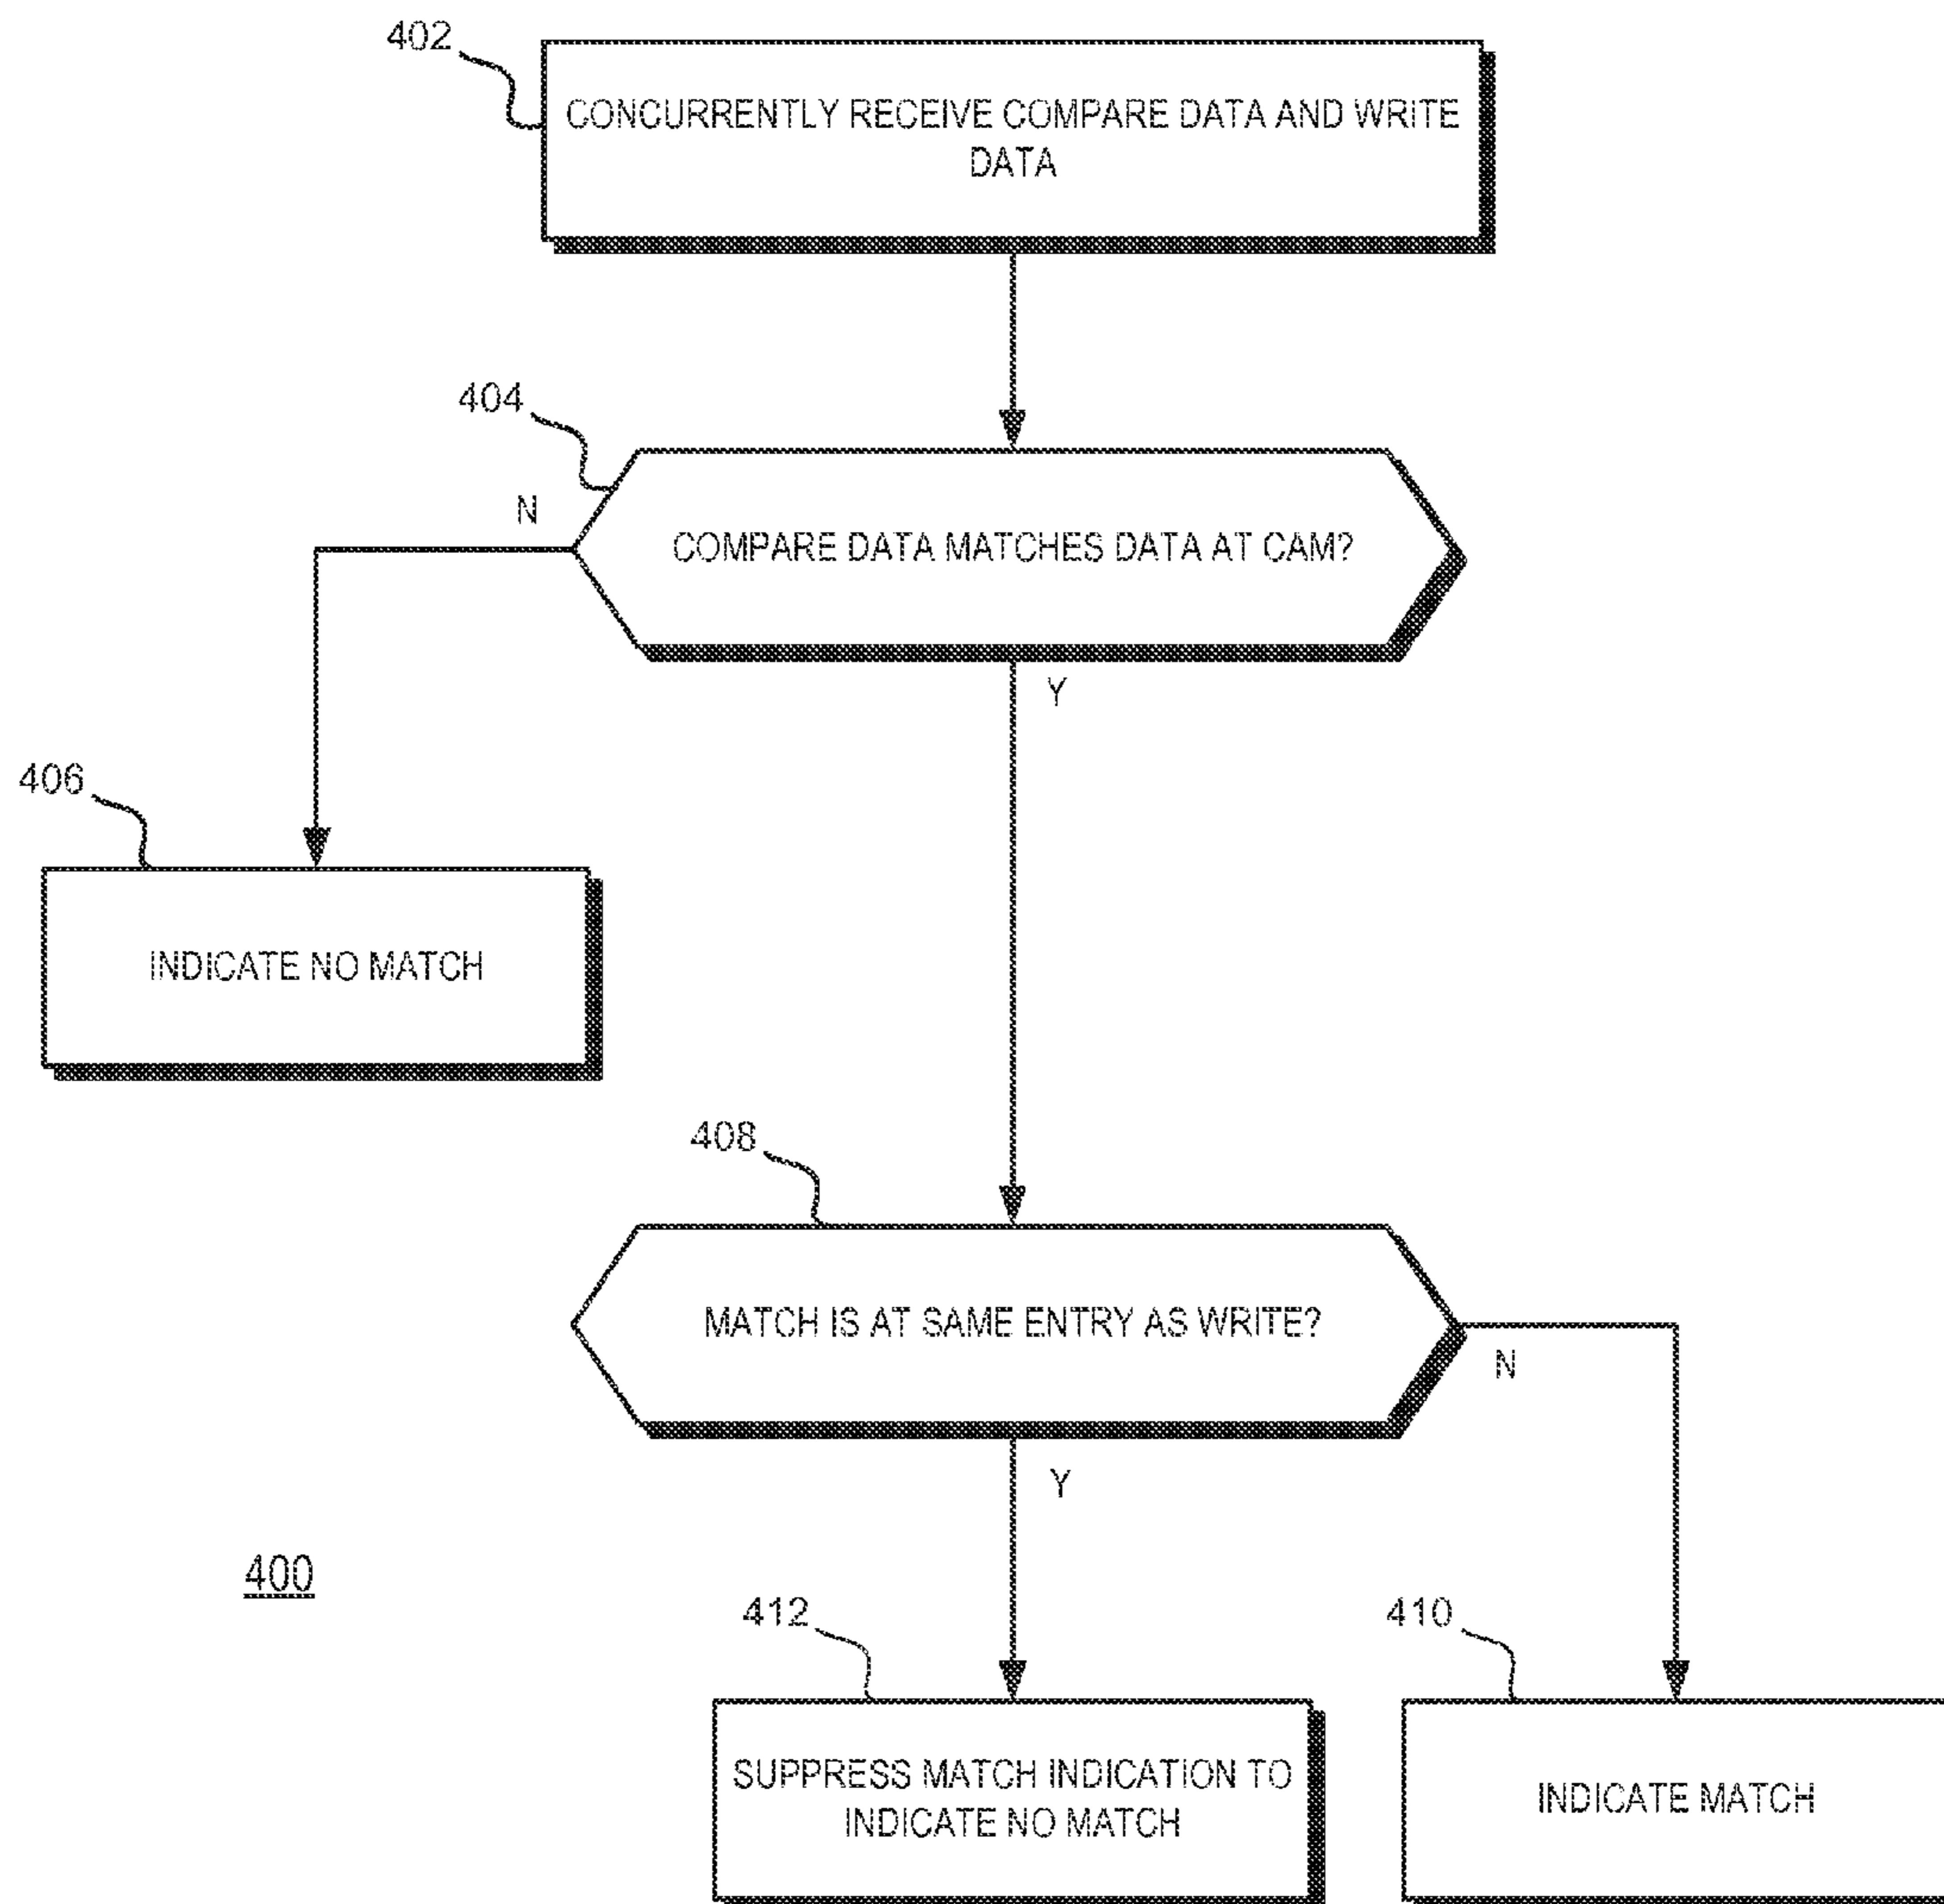 402
CONCURRENTLY RECEIVE COMPARE DATA AND WRITE
DATA
404
N
COMPARE DATA MATCHES DATA AT CAM?
Y
406
INDICATE NO MATCH
408
MATCH IS AT SAME ENTRY AS WRITE?
N
Y
400
412
410
SUPPRESS MATCH INDICATION TO
INDICATE NO MATCH
INDICATE MATCH